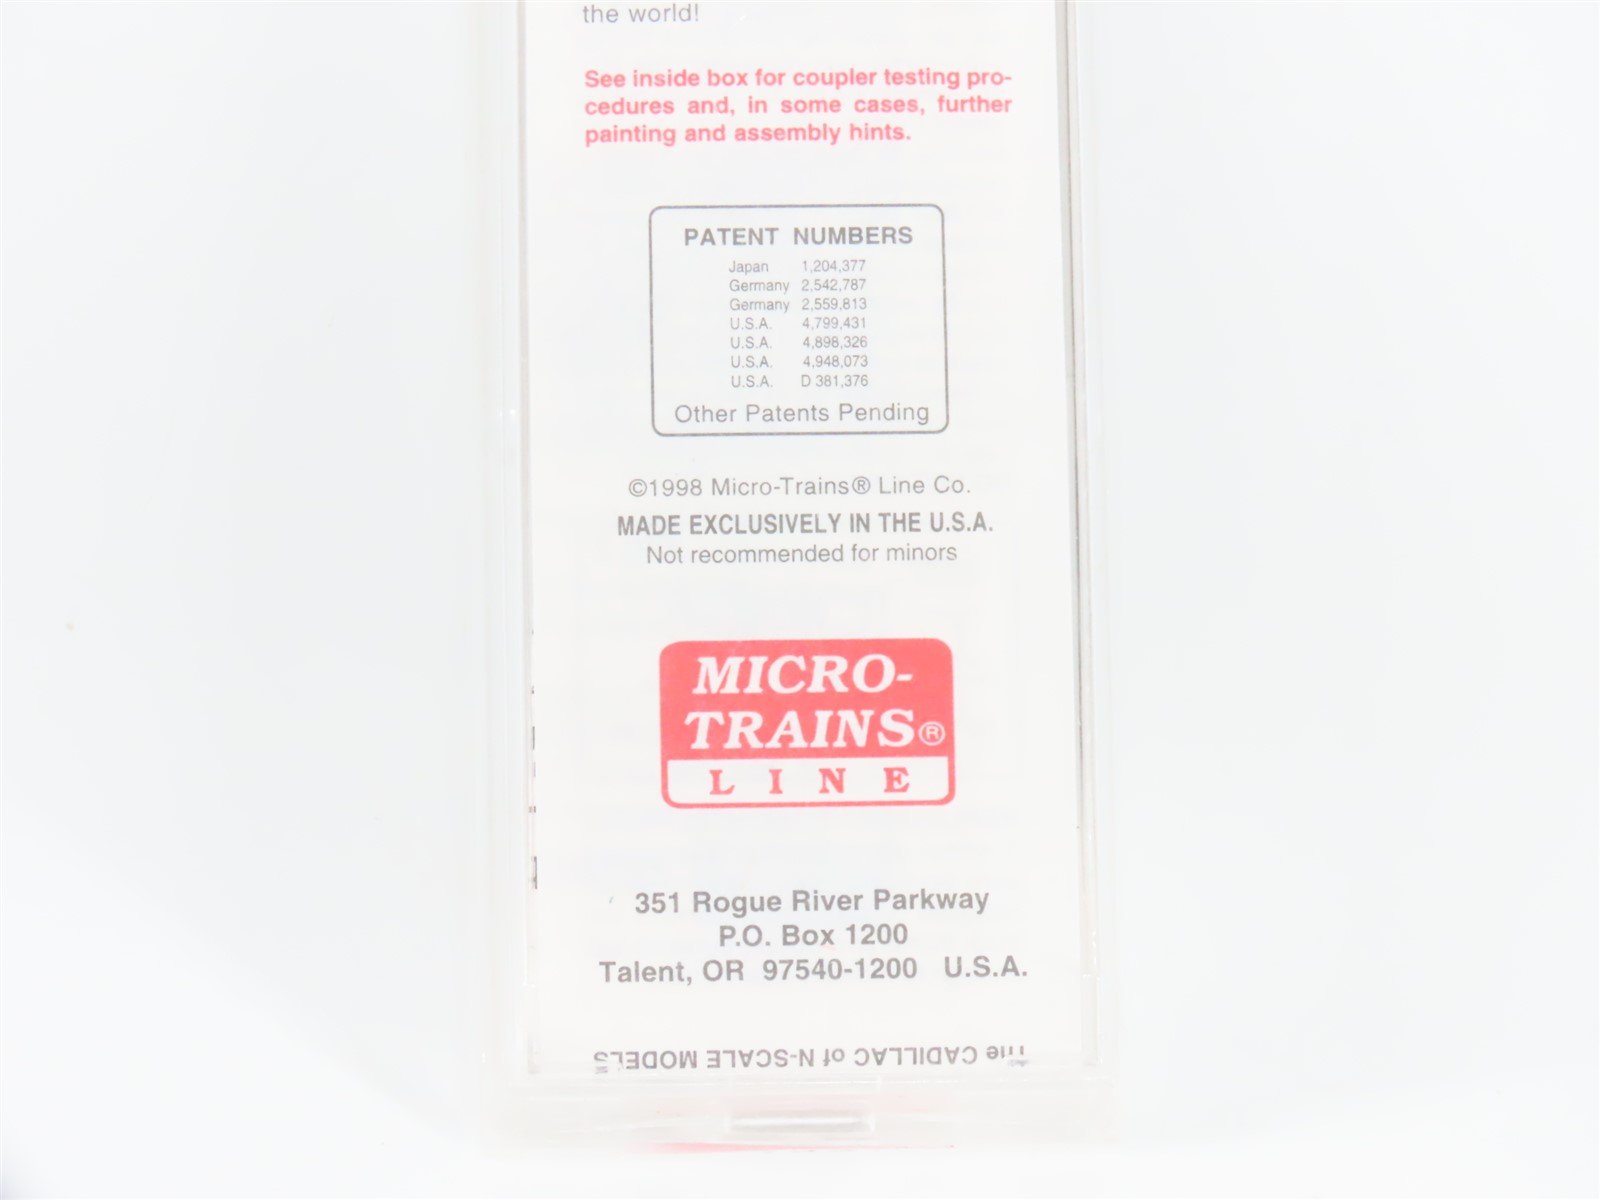 the world!
See inside box for coupler testing pro-
cedures and, in some cases, further
painting and assembly hints.
PATENT NUMBERS
Japan 1,204,377
Germany 2,542,787
Germany 2,559,813
U.S.A. 4,799,431
U.S.A. 4,898,326
U.S.A. 4,948,073
U.S.A. D 381,376
Other Patents Pending
©1998 Micro-Trains® Line Co.
MADE EXCLUSIVELY IN THE U.S.A.
Not recommended for minors
MICRO-
TRAINS®
LINE
351 Rogue River Parkway
P.O. Box 1200
Talent, OR 97540-1200 U.S.A.
The CADILLAC of N-SCALE MODELS